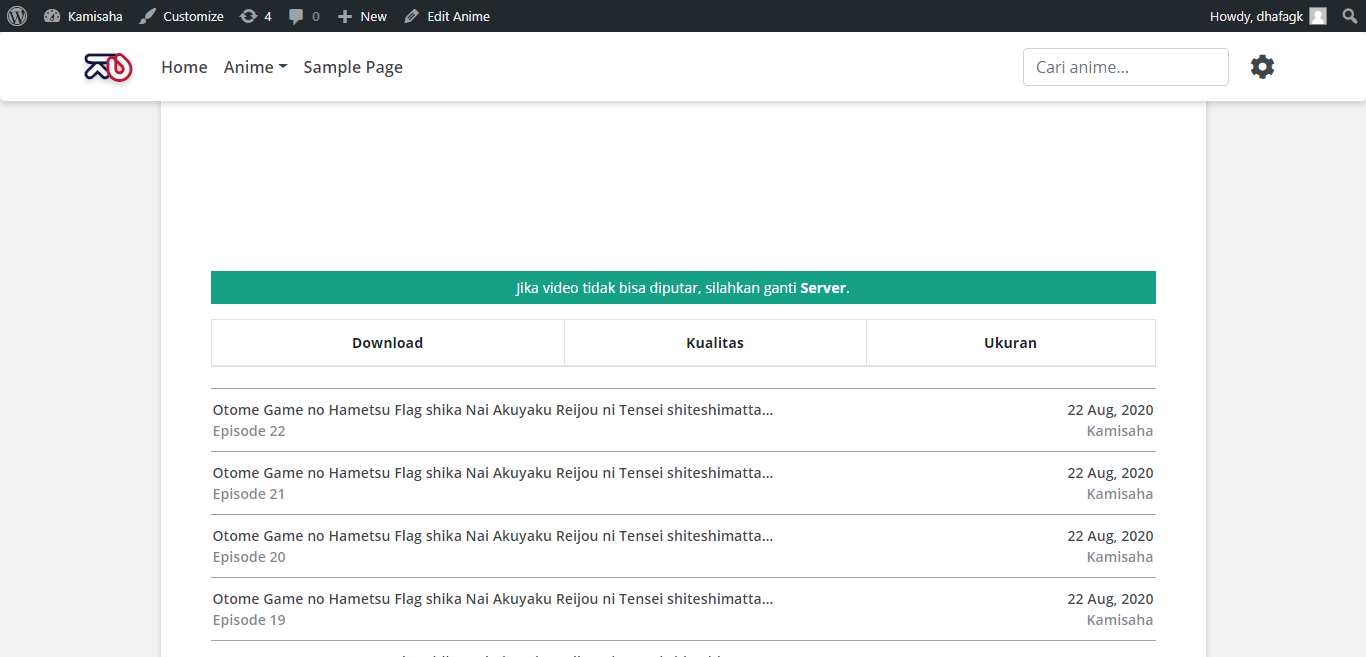 Kamisaha Customize 4 0 New Edit Anime Howdy, dhafagk
Home Anime Sample Page Cari anime...
Jika video tidak bisa diputar, silahkan ganti Server.
Download Kualitas Ukuran
Otome Game no Hametsu Flag shika Nai Akuyaku Reijou ni Tensei shiteshimatta... 22 Aug, 2020
Episode 22 Kamisaha
Otome Game no Hametsu Flag shika Nai Akuyaku Reijou ni Tensei shiteshimatta... 22 Aug, 2020
Episode 21 Kamisaha
Otome Game no Hametsu Flag shika Nai Akuyaku Reijou ni Tensei shiteshimatta... 22 Aug, 2020
Episode 20 Kamisaha
Otome Game no Hametsu Flag shika Nai Akuyaku Reijou ni Tensei shiteshimatta... 22 Aug, 2020
Episode 19 Kamisaha